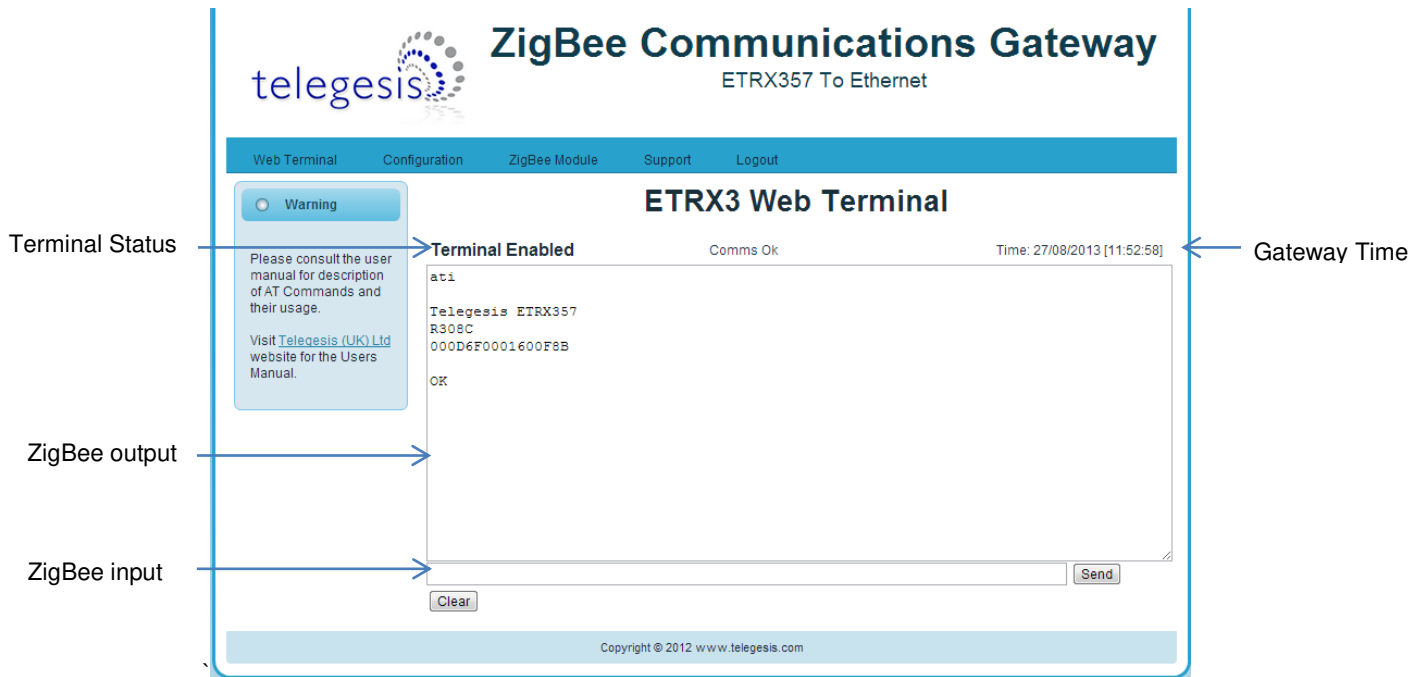 telegesis
ZigBee Communications Gateway
ETRX357 To Ethernet
Web Terminal Configuration ZigBee Module Support Logout
Warning
Please consult the user
manual for description
of AT Commands and
their usage.
Visit Telegesis (UK) Ltd
website for the Users
Manual.
ETRX3 Web Terminal
Terminal Status
Terminal Enabled Comms Ok Time: 27/08/2013 [11:52:58]
Gateway Time
ati
Telegesis ETRX357
R308C
000D6F0001600F8B
OK
ZigBee output
ZigBee input
Send
Clear
Copyright © 2012 www.telegesis.com
`